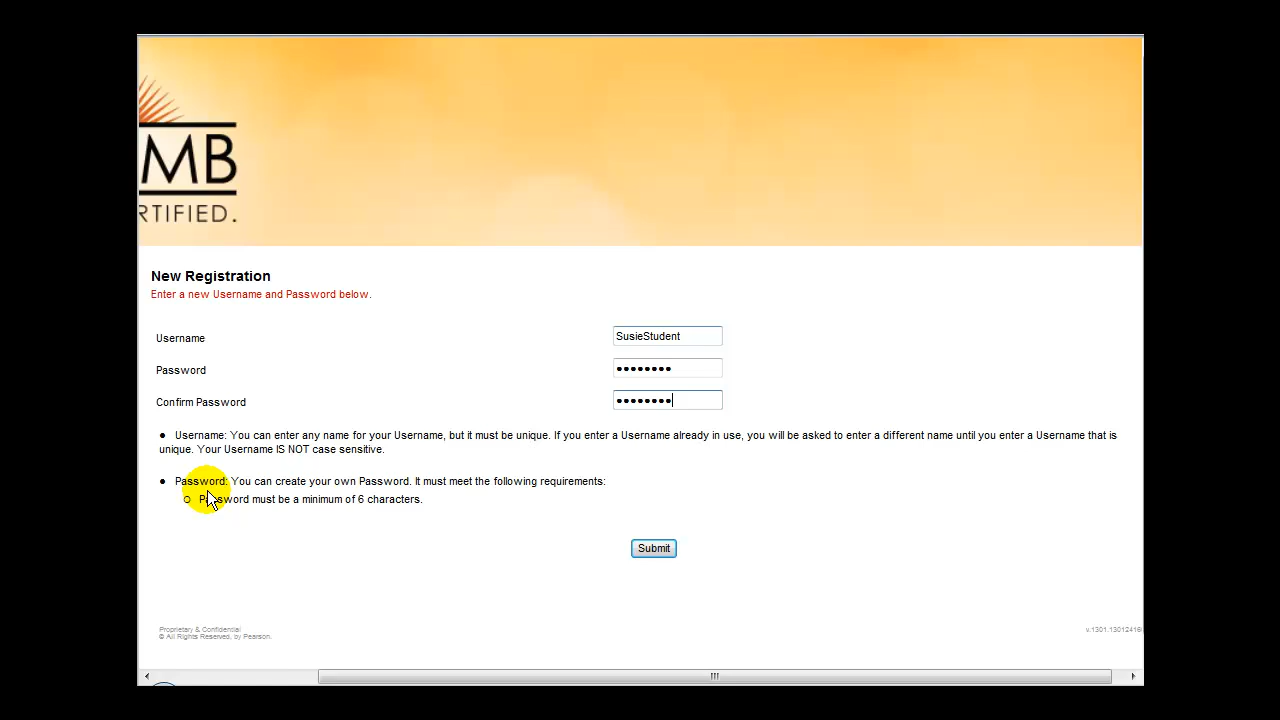 MB
RTIFIED.
New Registration
Enter a new Username and Password below.
Username
SusieStudent
Password
Confirm Password
Username: You can enter any name for your Username, but it must be unique. If you enter a Username already in use, you will be asked to enter a different name until you enter a Username that is
unique. Your Username IS NOT case sensitive.
Password: You can create your own Password. It must meet the following requirements:
Password must be a minimum of 6 characters.
Submit
Proprietary & Confidential
© All Rights Reserved, by Pearson.